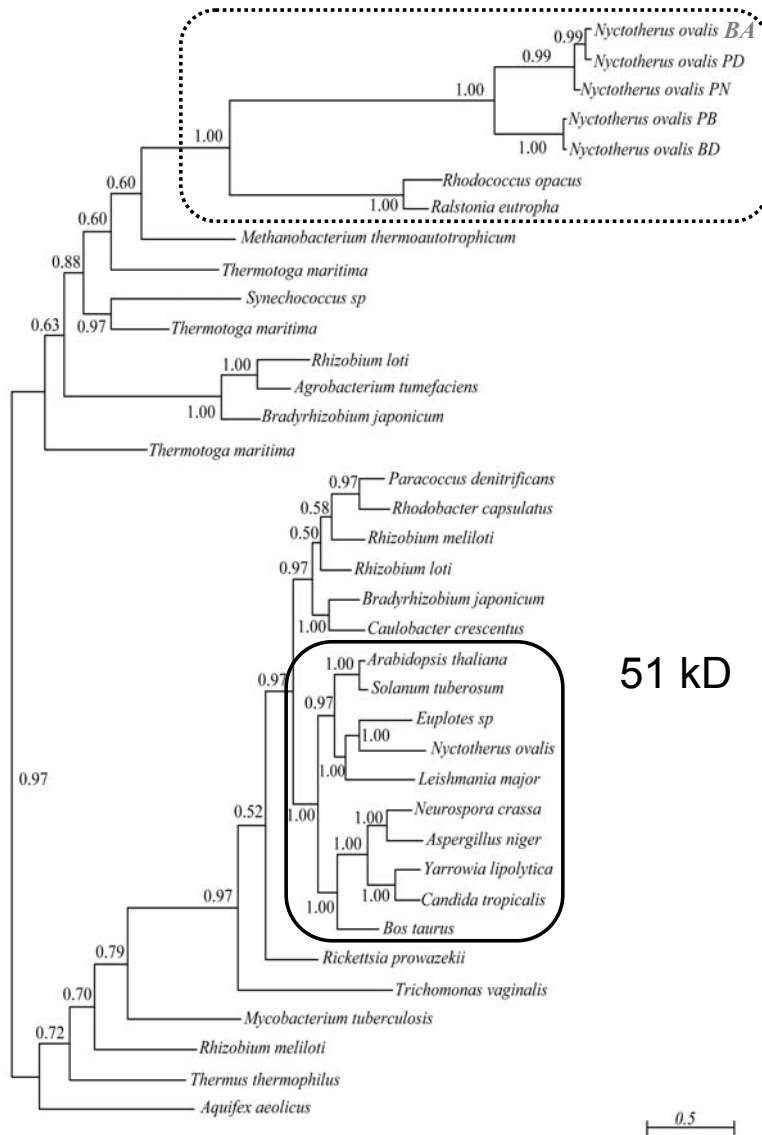 0.99
Nyctotherus ovalis BA
0.99
Nyctotherus ovalis PD
1.00
Nyctotherus ovalis PN
Nyctotherus ovalis PB
1.00
1.00
Nyctotherus ovalis BD
Rhodococcus opacus
0.60
1.00
Ralstonia eutropha
0.60
Methanobacterium thermoautotrophicum
0.88
Thermotoga maritima
Synechococcus sp
0.63
0.97
Thermotoga maritima
1.00
Rhizobium loti
Agrobacterium tumefaciens
1.00
Bradyrhizobium japonicum
Thermotoga maritima
0.97
Paracoccus denitrificans
0.58
Rhodobacter capsulatus
0.50
Rhizobium meliloti
0.97
Rhizobium loti
Bradyrhizobium japonicum
1.00
Caulobacter crescentus
1.00
Arabidopsis thaliana
0.97
51 kD
0.97
Solanum tuberosum
Euplotes sp
1.00
Nyctotherus ovalis
1.00
Leishmania major
0.97
0.52
1.00
1.00
Neurospora crassa
1.00
Aspergillus niger
Yarrowia lipolytica
0.97
1.00
1.00
Candida tropicalis
Bos taurus
0.79
Rickettsia prowazekii
0.70
Trichomonas vaginalis
Mycobacterium tuberculosis
0.72
Rhizobium meliloti
Thermus thermophilus
Aquifex aeolicus
0.5